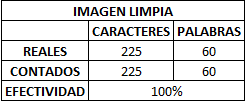 IMAGEN LIMPIA
CARACTERES PALABRAS
REALES 225 60
CONTADOS 225 60
EFECTIVIDAD 100%